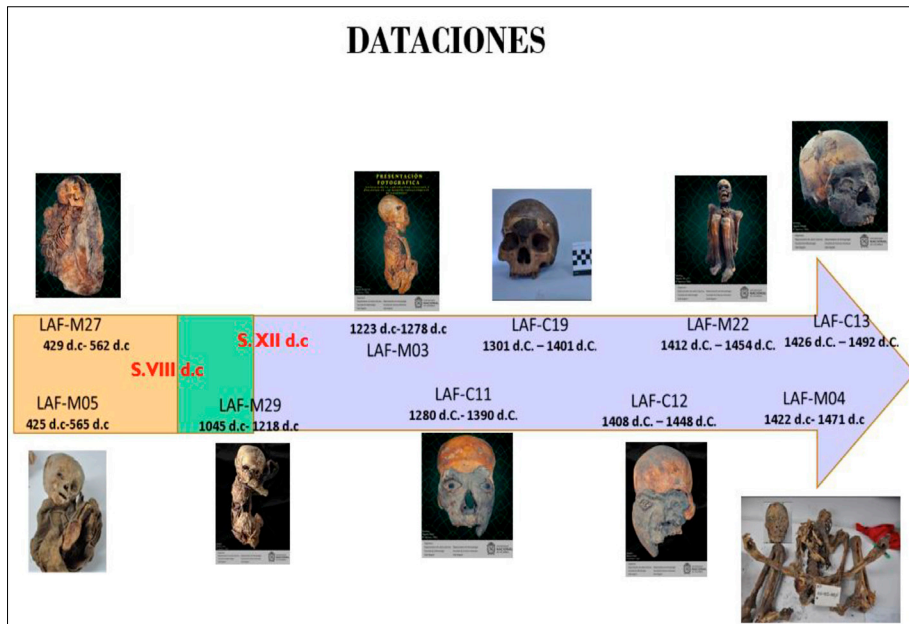 DATACIONES
PRESENTACIÓN
FOTOGRÁFICA
LAF-M27
429 d.c- 562 d.c
S.VIII d.c
S. XII d.c
1223 d.c-1278 d.c
LAF-M03
LAF-C19
1301 d.C. – 1401 d.C.
LAF-M22
1412 d.C. – 1454 d.C.
LAF-C13
1426 d.C. – 1492 d.C.
LAF-M05
425 d.c-565 d.c
LAF-M29
1045 d.c- 1218 d.c
LAF-C11
1280 d.C.- 1390 d.C.
LAF-C12
1408 d.C. – 1448 d.C.
LAF-M04
1422 d.c- 1471 d.c